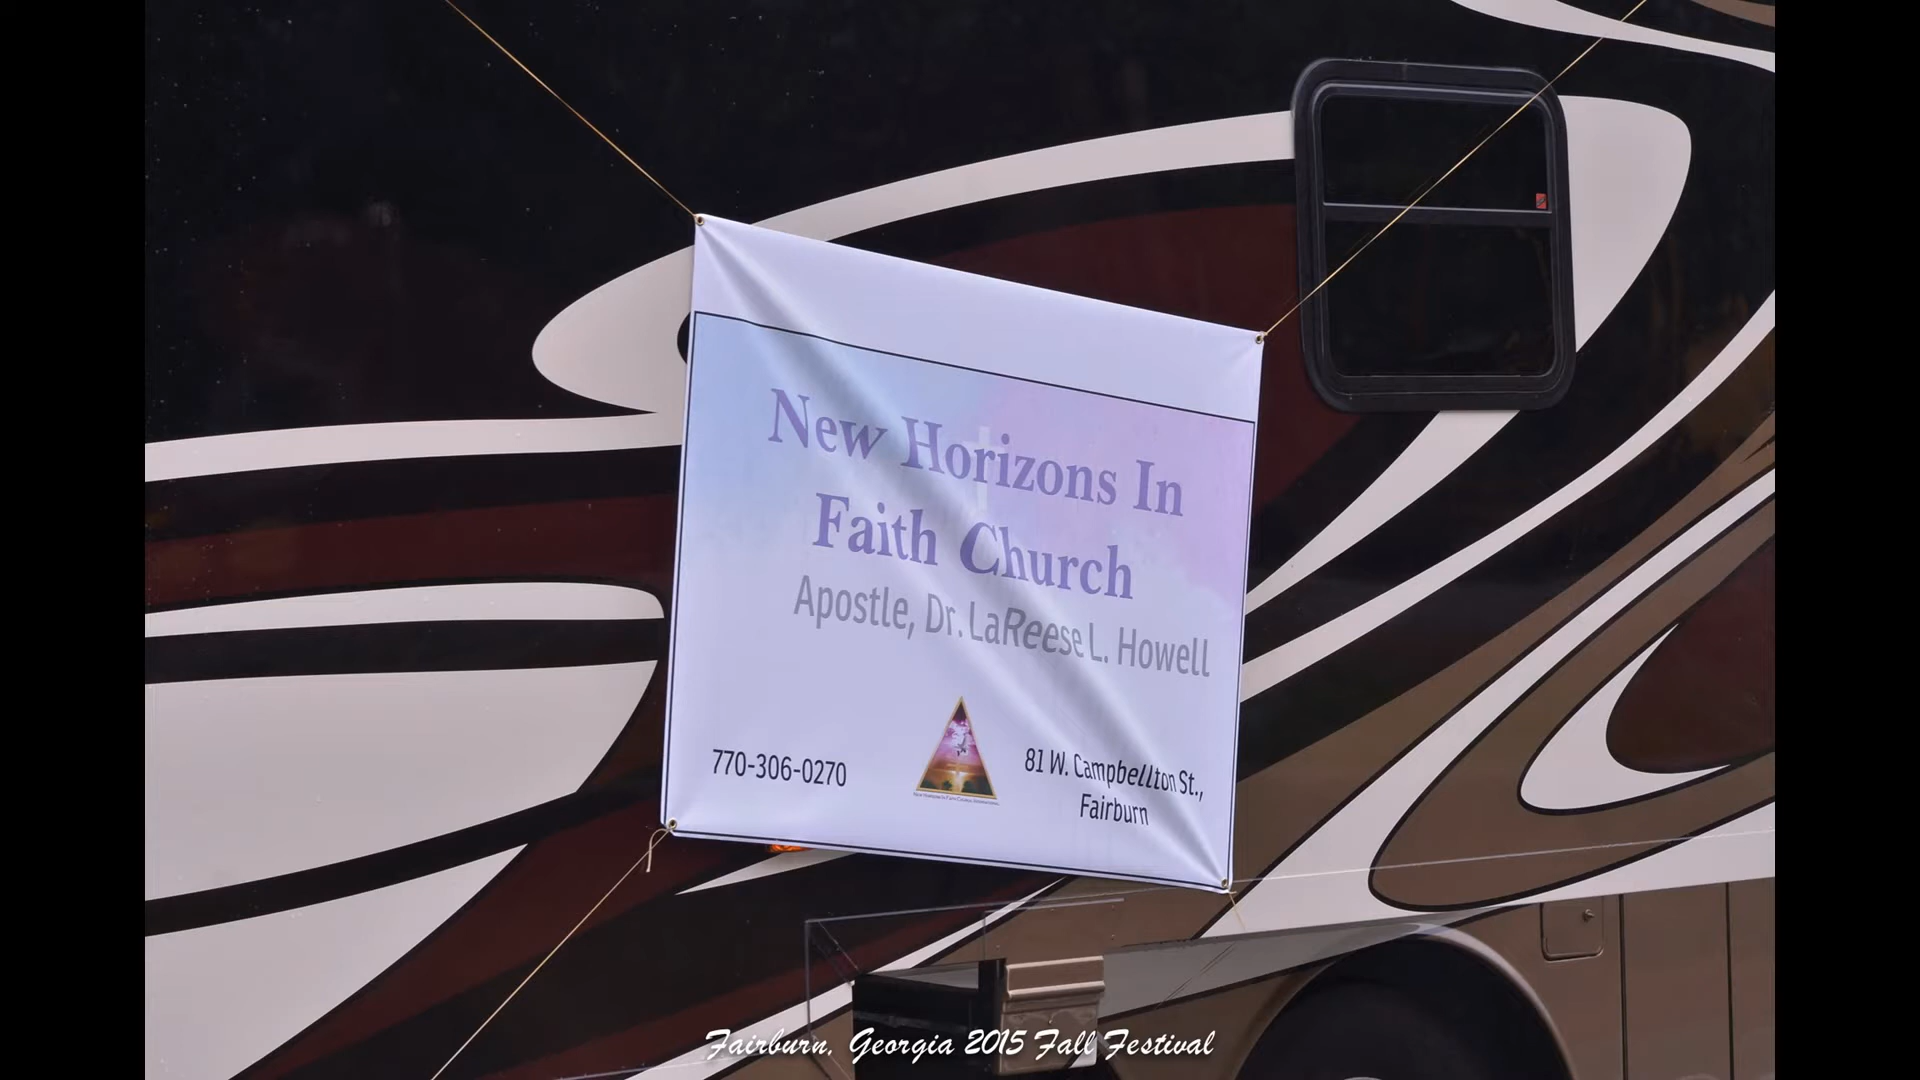 New Horizons In
Faith Church
Apostle, Dr. LaReese L. Howell
770-306-0270
81 W. Campbellton St.,
Fairburn
Fairburn, Georgia 2015 Fall Festival